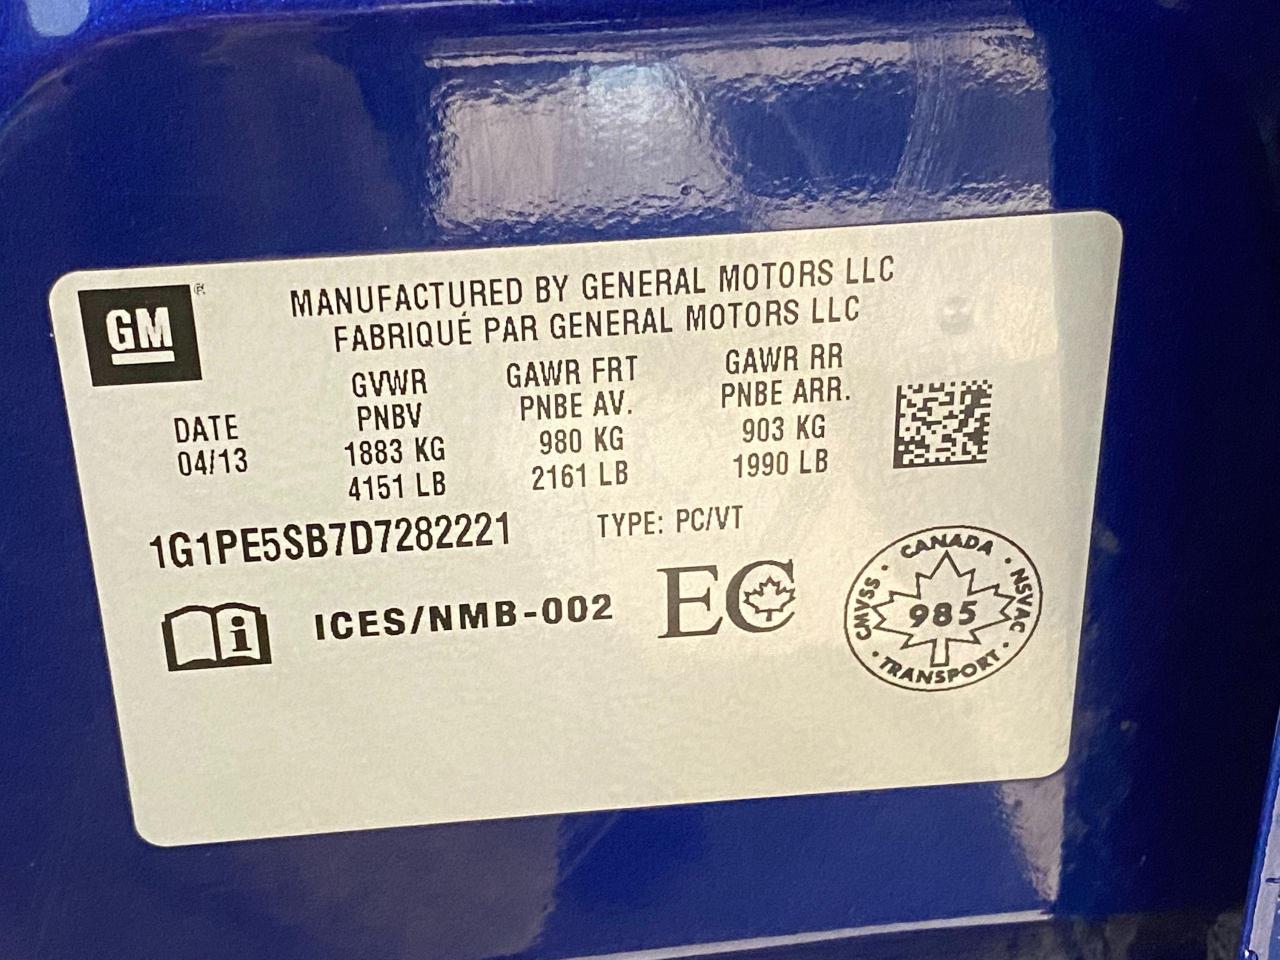 GM
MANUFACTURED BY GENERAL MOTORS LLC
FABRIQUÉ PAR GENERAL MOTORS LLC
DATE
04/13
GVWR
PNBV
1883 KG
4151 LB
GAWR FRT
PNBE AV.
980 KG
2161 LB
GAWR RR
PNBE ARR.
903 KG
1990 LB
1G1PE5SB7D7282221
TYPE: PC/VT
i
ICES/NMB-002
EC
CANADA
CMVSS · NSVAC
985
TRANSPORT